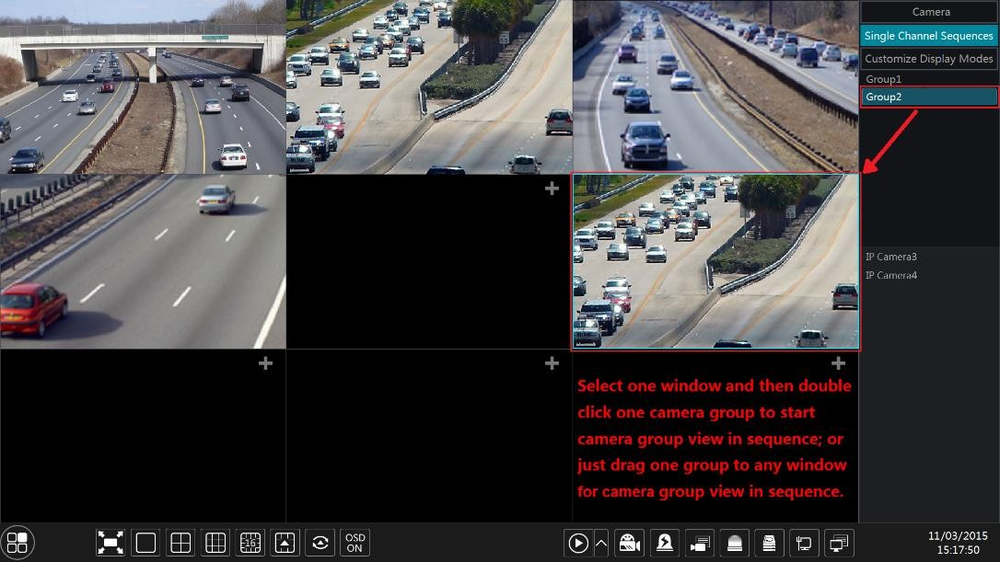 Camera
Single Channel Sequences
Customize Display Modes
Group1
Group2
IP Camera3
IP Camera4
Select one window and then double
click one camera group to start
camera group view in sequence; or
just drag one group to any window
for camera group view in sequence.
16
OSD
ON
11/03/2015
15:17:50